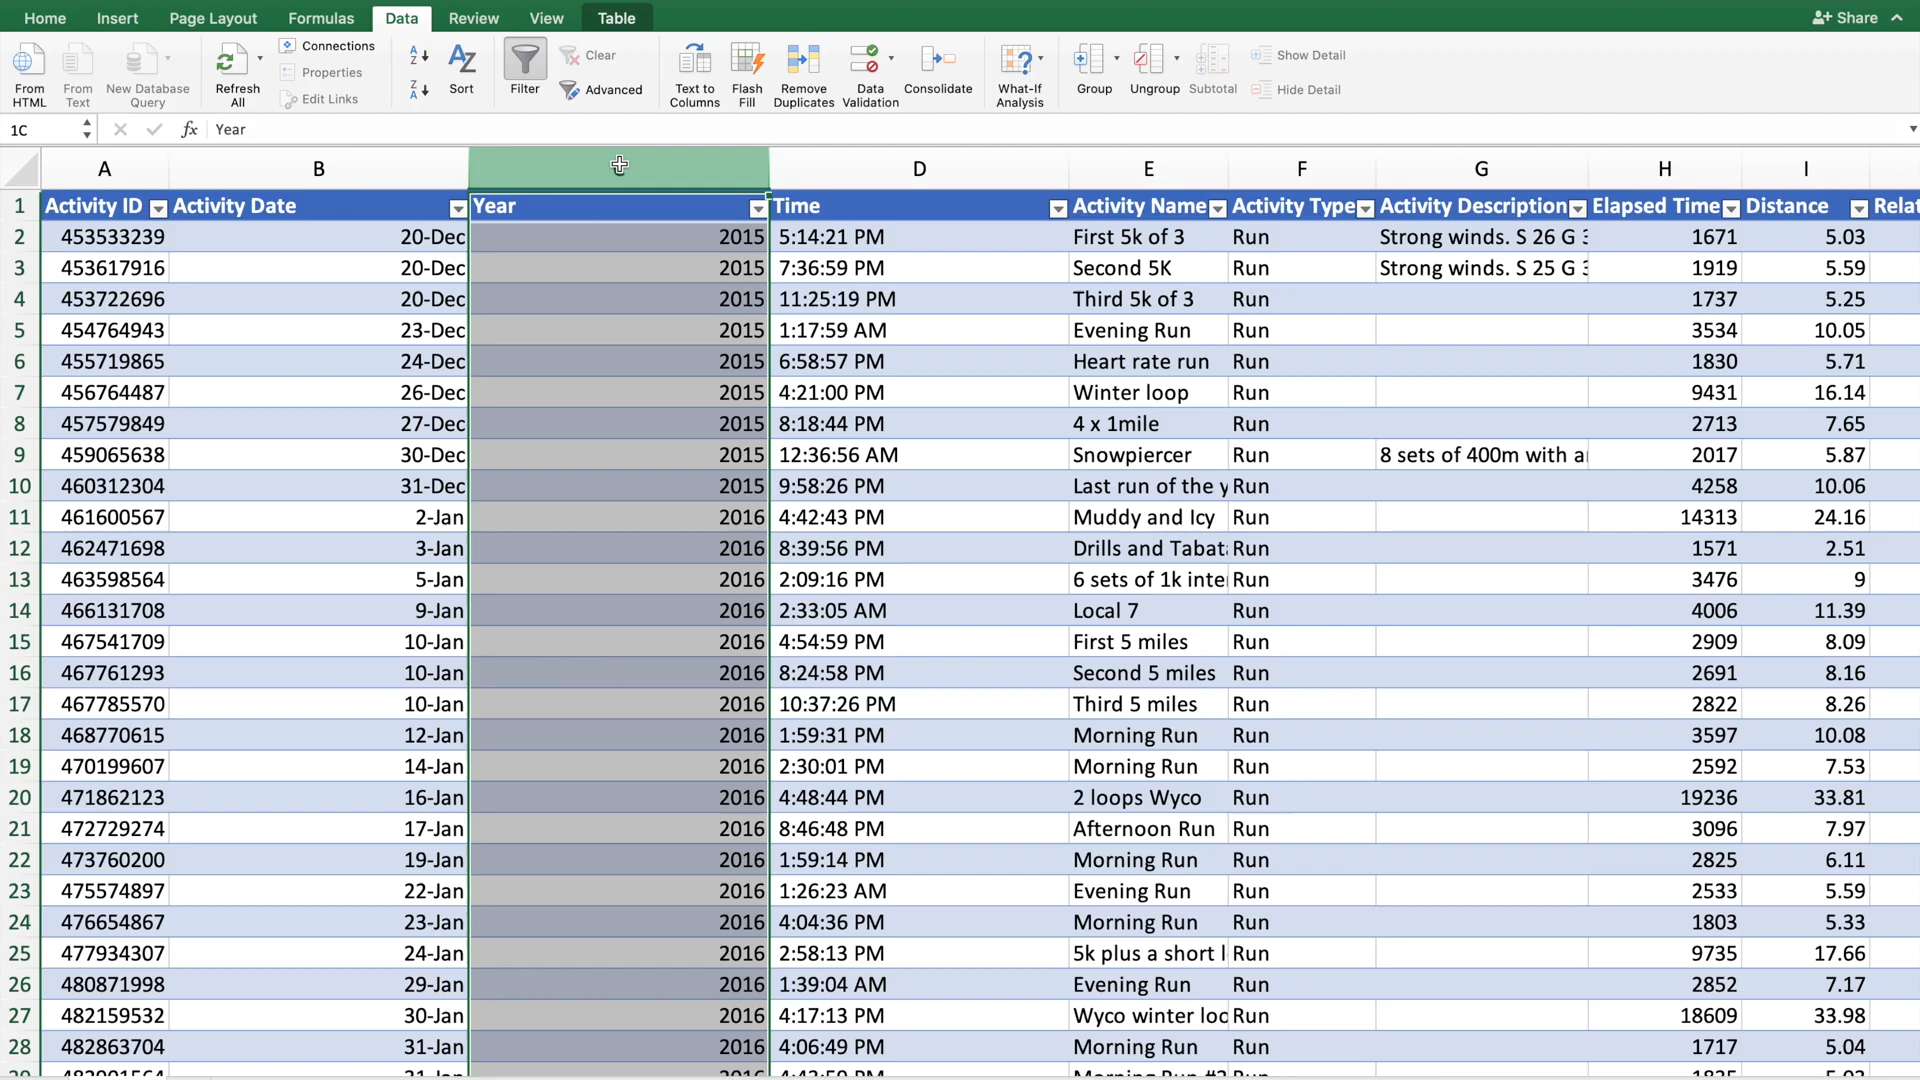 Home Insert Page Layout Formulas Data Review View Table Share
From HTML From Text New Database Query Refresh All Connections Properties Edit Links Sort Filter Clear Advanced Text to Columns Flash Fill Remove Duplicates Data Validation Consolidate What-If Analysis Group Ungroup Subtotal Show Detail Hide Detail
1C fx Year
A B D E F G H I
1 Activity ID Activity Date Year Time Activity Name Activity Type Activity Description Elapsed Time Distance Relat
2 453533239 20-Dec 2015 5:14:21 PM First 5k of 3 Run Strong winds. S 26 G 3 1671 5.03
3 453617916 20-Dec 2015 7:36:59 PM Second 5K Run Strong winds. S 25 G 3 1919 5.59
4 453722696 20-Dec 2015 11:25:19 PM Third 5k of 3 Run 1737 5.25
5 454764943 23-Dec 2015 1:17:59 AM Evening Run Run 3534 10.05
6 455719865 24-Dec 2015 6:58:57 PM Heart rate run Run 1830 5.71
7 456764487 26-Dec 2015 4:21:00 PM Winter loop Run 9431 16.14
8 457579849 27-Dec 2015 8:18:44 PM 4 x 1mile Run 2713 7.65
9 459065638 30-Dec 2015 12:36:56 AM Snowpiercer Run 8 sets of 400m with a 2017 5.87
10 460312304 31-Dec 2015 9:58:26 PM Last run of the y Run 4258 10.06
11 461600567 2-Jan 2016 4:42:43 PM Muddy and Icy Run 14313 24.16
12 462471698 3-Jan 2016 8:39:56 PM Drills and Tabat Run 1571 2.51
13 463598564 5-Jan 2016 2:09:16 PM 6 sets of 1k inte Run 3476 9
14 466131708 9-Jan 2016 2:33:05 AM Local 7 Run 4006 11.39
15 467541709 10-Jan 2016 4:54:59 PM First 5 miles Run 2909 8.09
16 467761293 10-Jan 2016 8:24:58 PM Second 5 miles Run 2691 8.16
17 467785570 10-Jan 2016 10:37:26 PM Third 5 miles Run 2822 8.26
18 468770615 12-Jan 2016 1:59:31 PM Morning Run Run 3597 10.08
19 470199607 14-Jan 2016 2:30:01 PM Morning Run Run 2592 7.53
20 471862123 16-Jan 2016 4:48:44 PM 2 loops Wyco Run 19236 33.81
21 472729274 17-Jan 2016 8:46:48 PM Afternoon Run Run 3096 7.97
22 473760200 19-Jan 2016 1:59:14 PM Morning Run Run 2825 6.11
23 475574897 22-Jan 2016 1:26:23 AM Evening Run Run 2533 5.59
24 476654867 23-Jan 2016 4:04:36 PM Morning Run Run 1803 5.33
25 477934307 24-Jan 2016 2:58:13 PM 5k plus a short l Run 9735 17.66
26 480871998 29-Jan 2016 1:39:04 AM Evening Run Run 2852 7.17
27 482159532 30-Jan 2016 4:17:13 PM Wyco winter loo Run 18609 33.98
28 482863704 31-Jan 2016 4:06:49 PM Morning Run Run 1717 5.04